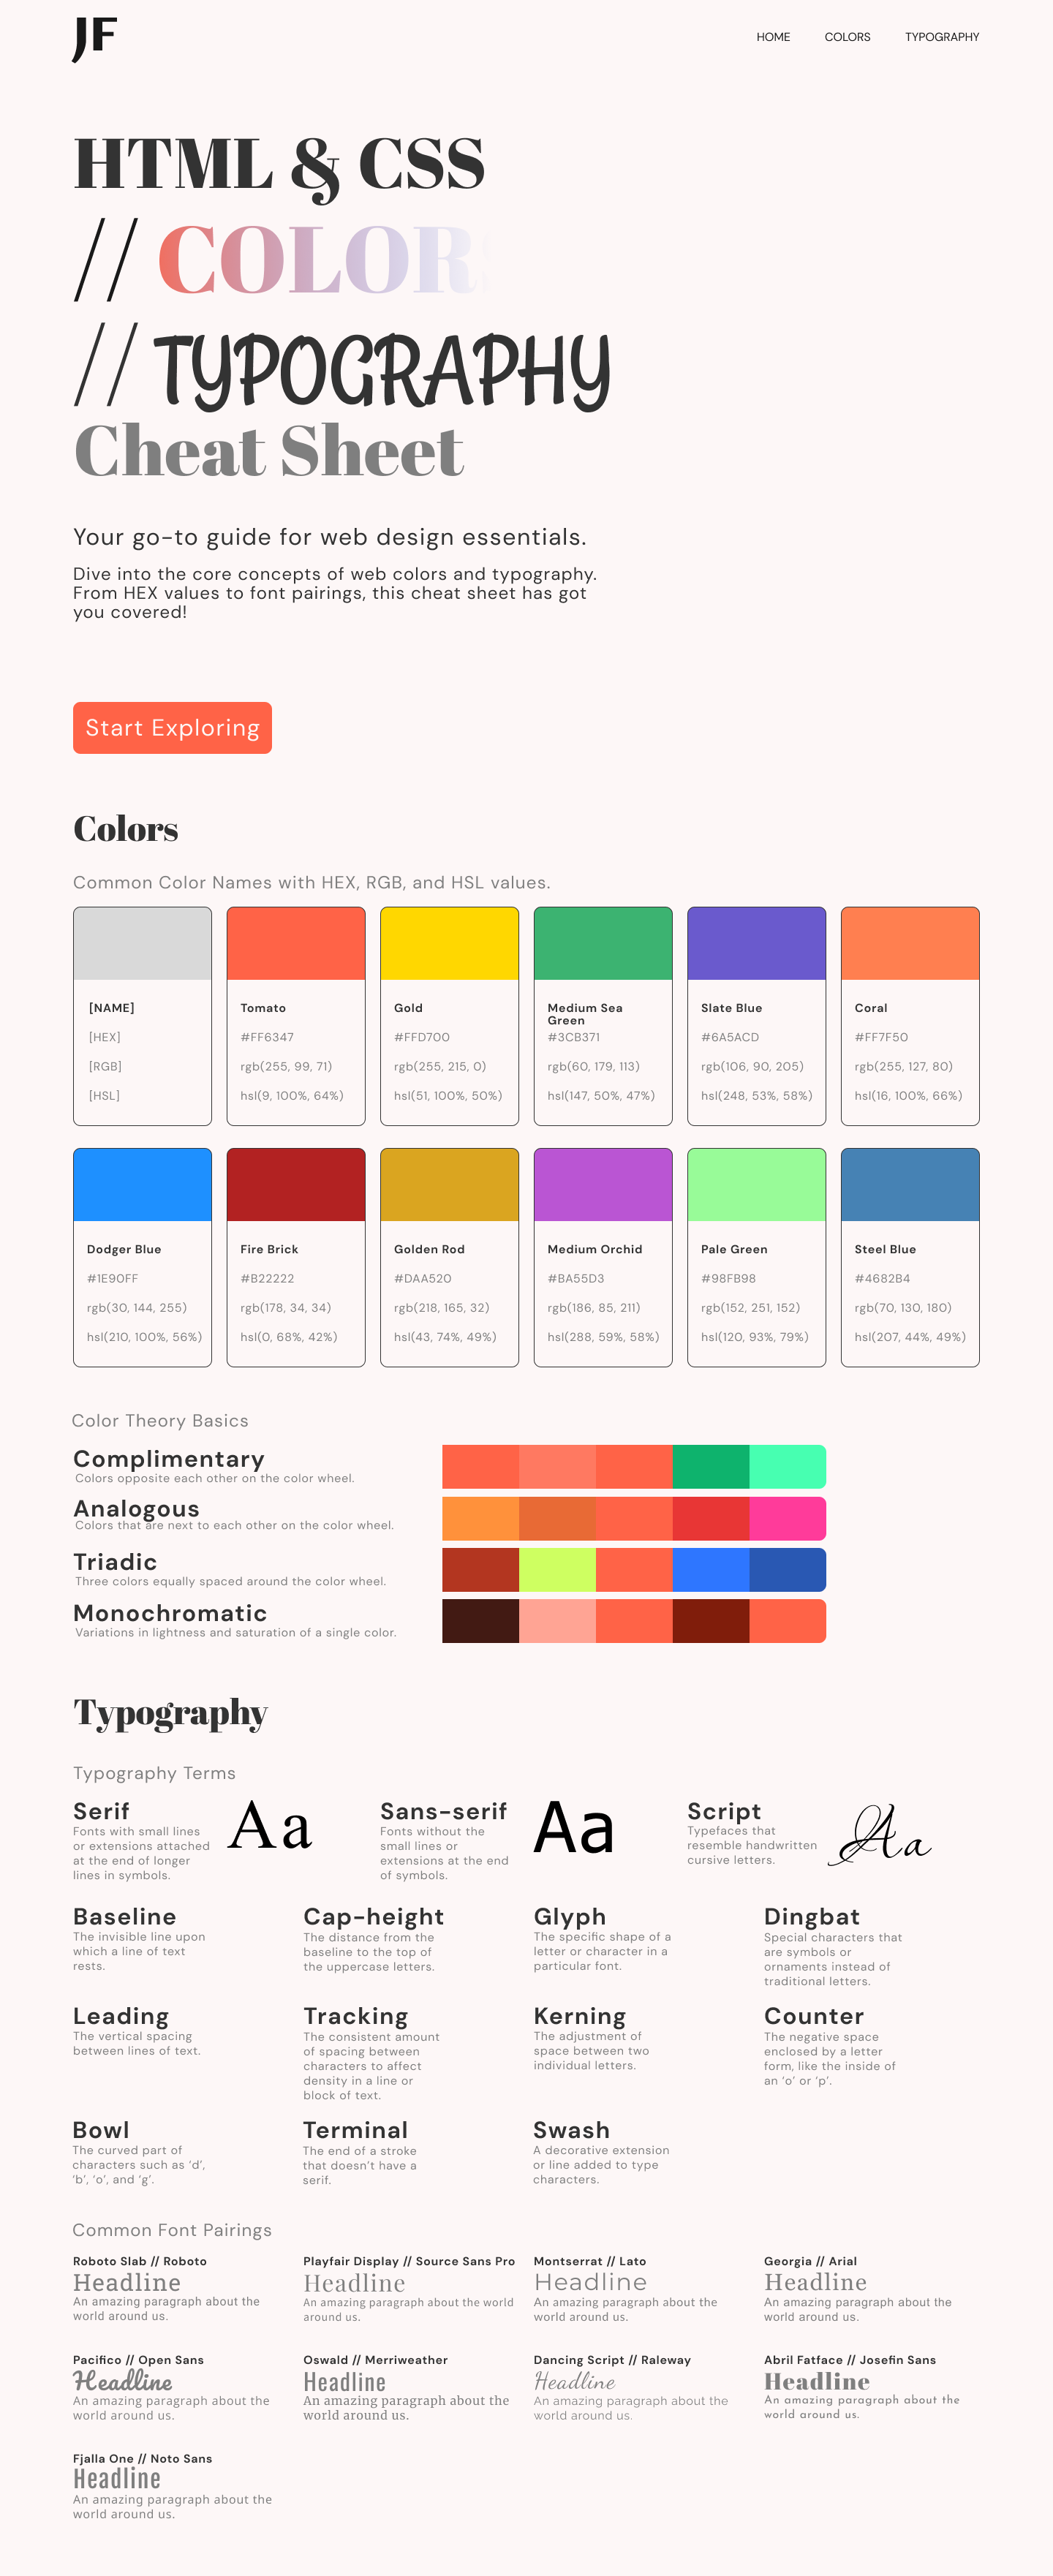 JF
HOME COLORS TYPOGRAPHY
HTML & CSS
// COLORS
// TYPOGRAPHY
Cheat Sheet
Your go-to guide for web design essentials.
Dive into the core concepts of web colors and typography.
From HEX values to font pairings, this cheat sheet has got
you covered!
Start Exploring
Colors
Common Color Names with HEX, RGB, and HSL values.
[NAME]
[HEX]
[RGB]
[HSL]
Tomato
#FF6347
rgb(255, 99, 71)
hsl(9, 100%, 64%)
Gold
#FFD700
rgb(255, 215, 0)
hsl(51, 100%, 50%)
Medium Sea
Green
#3CB371
rgb(60, 179, 113)
hsl(147, 50%, 47%)
Slate Blue
#6A5ACD
rgb(106, 90, 205)
hsl(248, 53%, 58%)
Coral
#FF7F50
rgb(255, 127, 80)
hsl(16, 100%, 66%)
Dodger Blue
#1E90FF
rgb(30, 144, 255)
hsl(210, 100%, 56%)
Fire Brick
#B22222
rgb(178, 34, 34)
hsl(0, 68%, 42%)
Golden Rod
#DAA520
rgb(218, 165, 32)
hsl(43, 74%, 49%)
Medium Orchid
#BA55D3
rgb(186, 85, 211)
hsl(288, 59%, 58%)
Pale Green
#98FB98
rgb(152, 251, 152)
hsl(120, 93%, 79%)
Steel Blue
#4682B4
rgb(70, 130, 180)
hsl(207, 44%, 49%)
Color Theory Basics
Complimentary
Colors opposite each other on the color wheel.
Analogous
Colors that are next to each other on the color wheel.
Triadic
Three colors equally spaced around the color wheel.
Monochromatic
Variations in lightness and saturation of a single color.
Typography
Typography Terms
Serif
Fonts with small lines
or extensions attached
at the end of longer
lines in symbols.
Aa
Sans-serif
Fonts without the
small lines or
extensions at the end
of symbols.
Aa
Script
Typefaces that
resemble handwritten
cursive letters.
Aa
Baseline
The invisible line upon
which a line of text
rests.
Cap-height
The distance from the
baseline to the top of
the uppercase letters.
Glyph
The specific shape of a
letter or character in a
particular font.
Dingbat
Special characters that
are symbols or
ornaments instead of
traditional letters.
Leading
The vertical spacing
between lines of text.
Tracking
The consistent amount
of spacing between
characters to affect
density in a line or
block of text.
Kerning
The adjustment of
space between two
individual letters.
Counter
The negative space
enclosed by a letter
form, like the inside of
an ‘o’ or ‘p’.
Bowl
The curved part of
characters such as ‘d’,
‘b’, ‘o’, and ‘g’.
Terminal
The end of a stroke
that doesn’t have a
serif.
Swash
A decorative extension
or line added to type
characters.
Common Font Pairings
Roboto Slab // Roboto
Headline
An amazing paragraph about the
world around us.
Playfair Display // Source Sans Pro
Headline
An amazing paragraph about the world
around us.
Montserrat // Lato
Headline
An amazing paragraph about the
world around us.
Georgia // Arial
Headline
An amazing paragraph about the
world around us.
Pacifico // Open Sans
Headline
An amazing paragraph about the
world around us.
Oswald // Merriweather
Headline
An amazing paragraph about the
world around us.
Dancing Script // Raleway
Headline
An amazing paragraph about the
world around us.
Abril Fatface // Josefin Sans
Headline
An amazing paragraph about the
world around us.
Fjalla One // Noto Sans
Headline
An amazing paragraph about the
world around us.